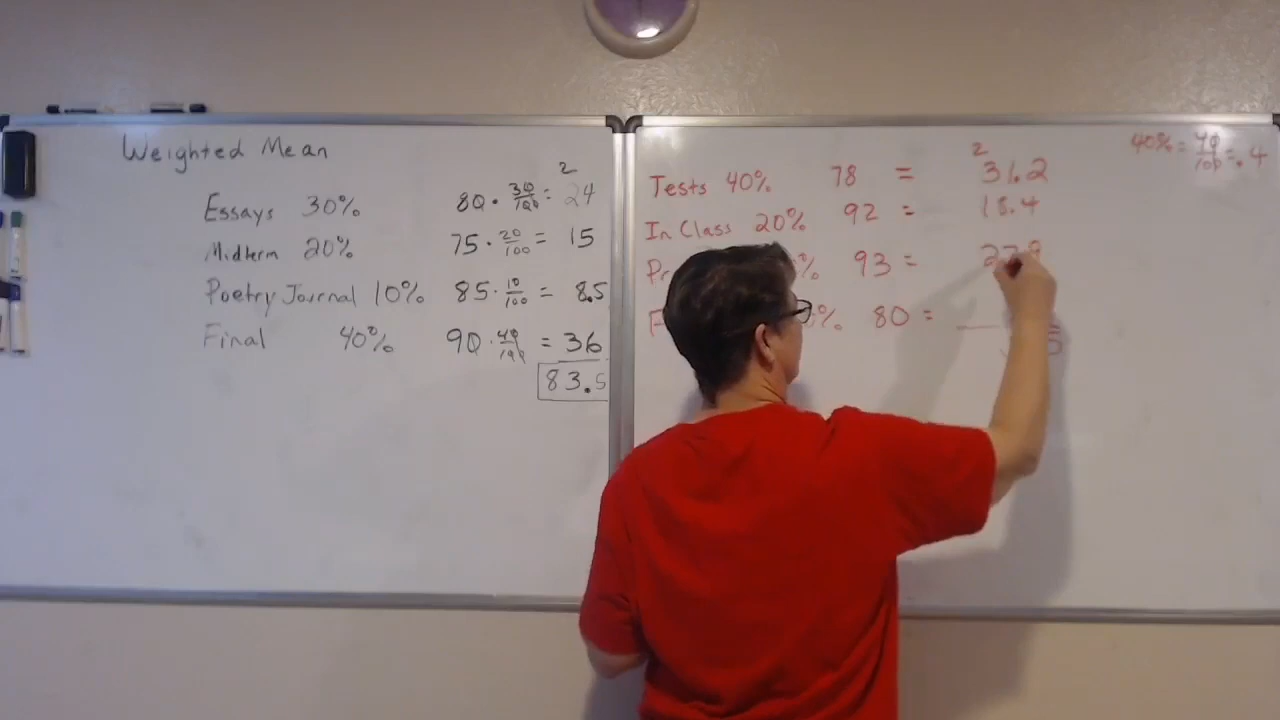 Weighted Mean
Essays 30% 80 · 30/100 = 24
2
Midterm 20% 75 · 20/100 = 15
Poetry Journal 10% 85 · 10/100 = 8.5
Final 40% 90 · 40/100 = 36
83.5
40% = 40/100 = .4
2
Tests 40% 78 = 31.2
In Class 20% 92 = 18.4
% 93 =
% 80 =